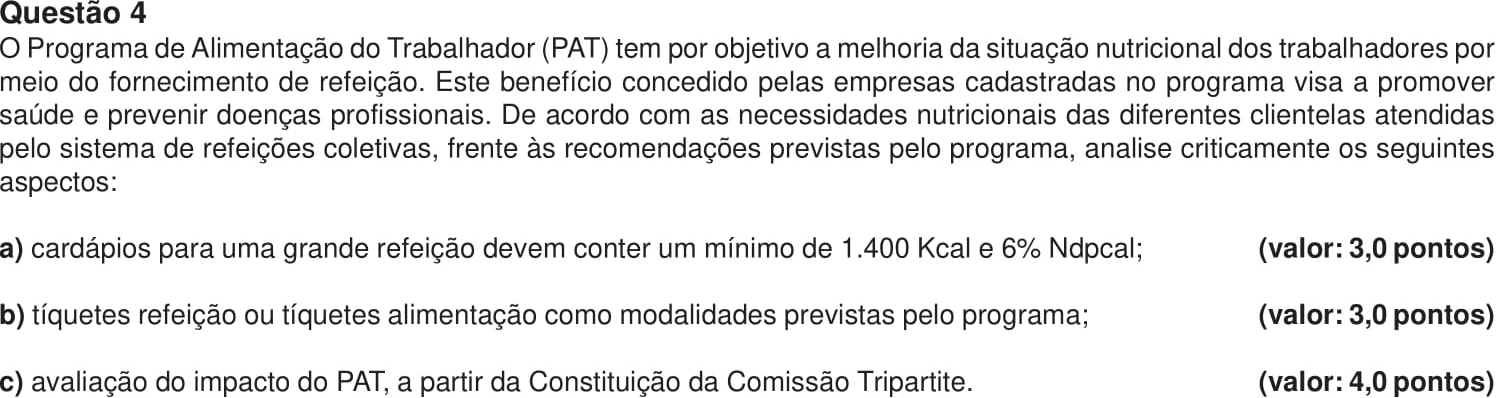 Questão 4
O Programa de Alimentação do Trabalhador (PAT) tem por objetivo a melhoria da situação nutricional dos trabalhadores por
meio do fornecimento de refeição. Este benefício concedido pelas empresas cadastradas no programa visa a promover
saúde e prevenir doenças profissionais. De acordo com as necessidades nutricionais das diferentes clientelas atendidas
pelo sistema de refeições coletivas, frente às recomendações previstas pelo programa, analise criticamente os seguintes
aspectos:
a) cardápios para uma grande refeição devem conter um mínimo de 1.400 Kcal e 6% Ndpcal; (valor: 3,0 pontos)
b) tíquetes refeição ou tíquetes alimentação como modalidades previstas pelo programa; (valor: 3,0 pontos)
c) avaliação do impacto do PAT, a partir da Constituição da Comissão Tripartite. (valor: 4,0 pontos)